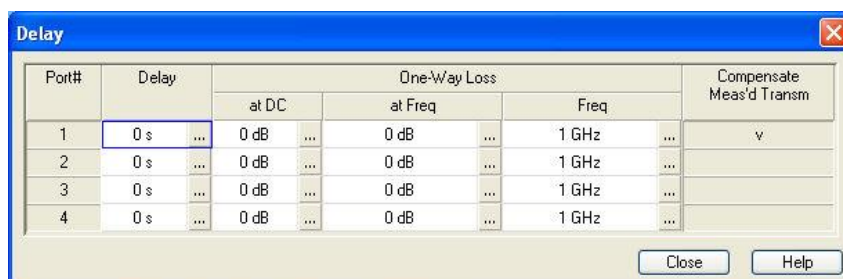 Delay
Port# Delay One-Way Loss Compensate Meas'd Transm
at DC at Freq Freq
1 0 s ... 0 dB ... 0 dB ... 1 GHz ... v
2 0 s ... 0 dB ... 0 dB ... 1 GHz ...
3 0 s ... 0 dB ... 0 dB ... 1 GHz ...
4 0 s ... 0 dB ... 0 dB ... 1 GHz ...
Close Help